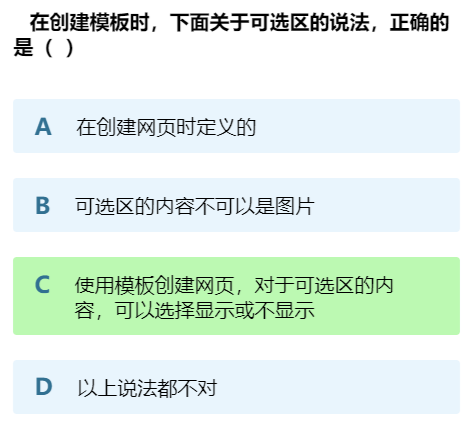 在创建模板时，下面关于可选区的说法，正确的
是（ ）
A 在创建网页时定义的
B 可选区的内容不可以是图片
C 使用模板创建网页，对于可选区的内
容，可以选择显示或不显示
D 以上说法都不对